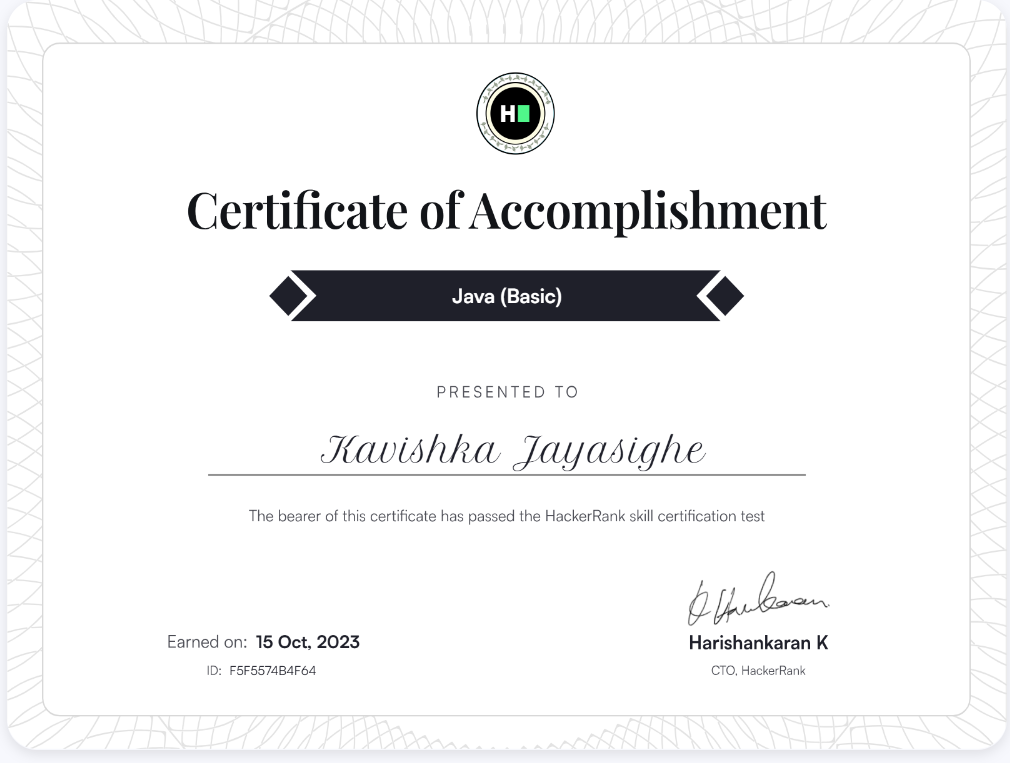 H
Certificate of Accomplishment
Java (Basic)
PRESENTED TO
Kavishka Jayasighe
The bearer of this certificate has passed the HackerRank skill certification test
Earned on: 15 Oct, 2023
ID: F5F5574B4F64
Harishankaran K
CTO, HackerRank